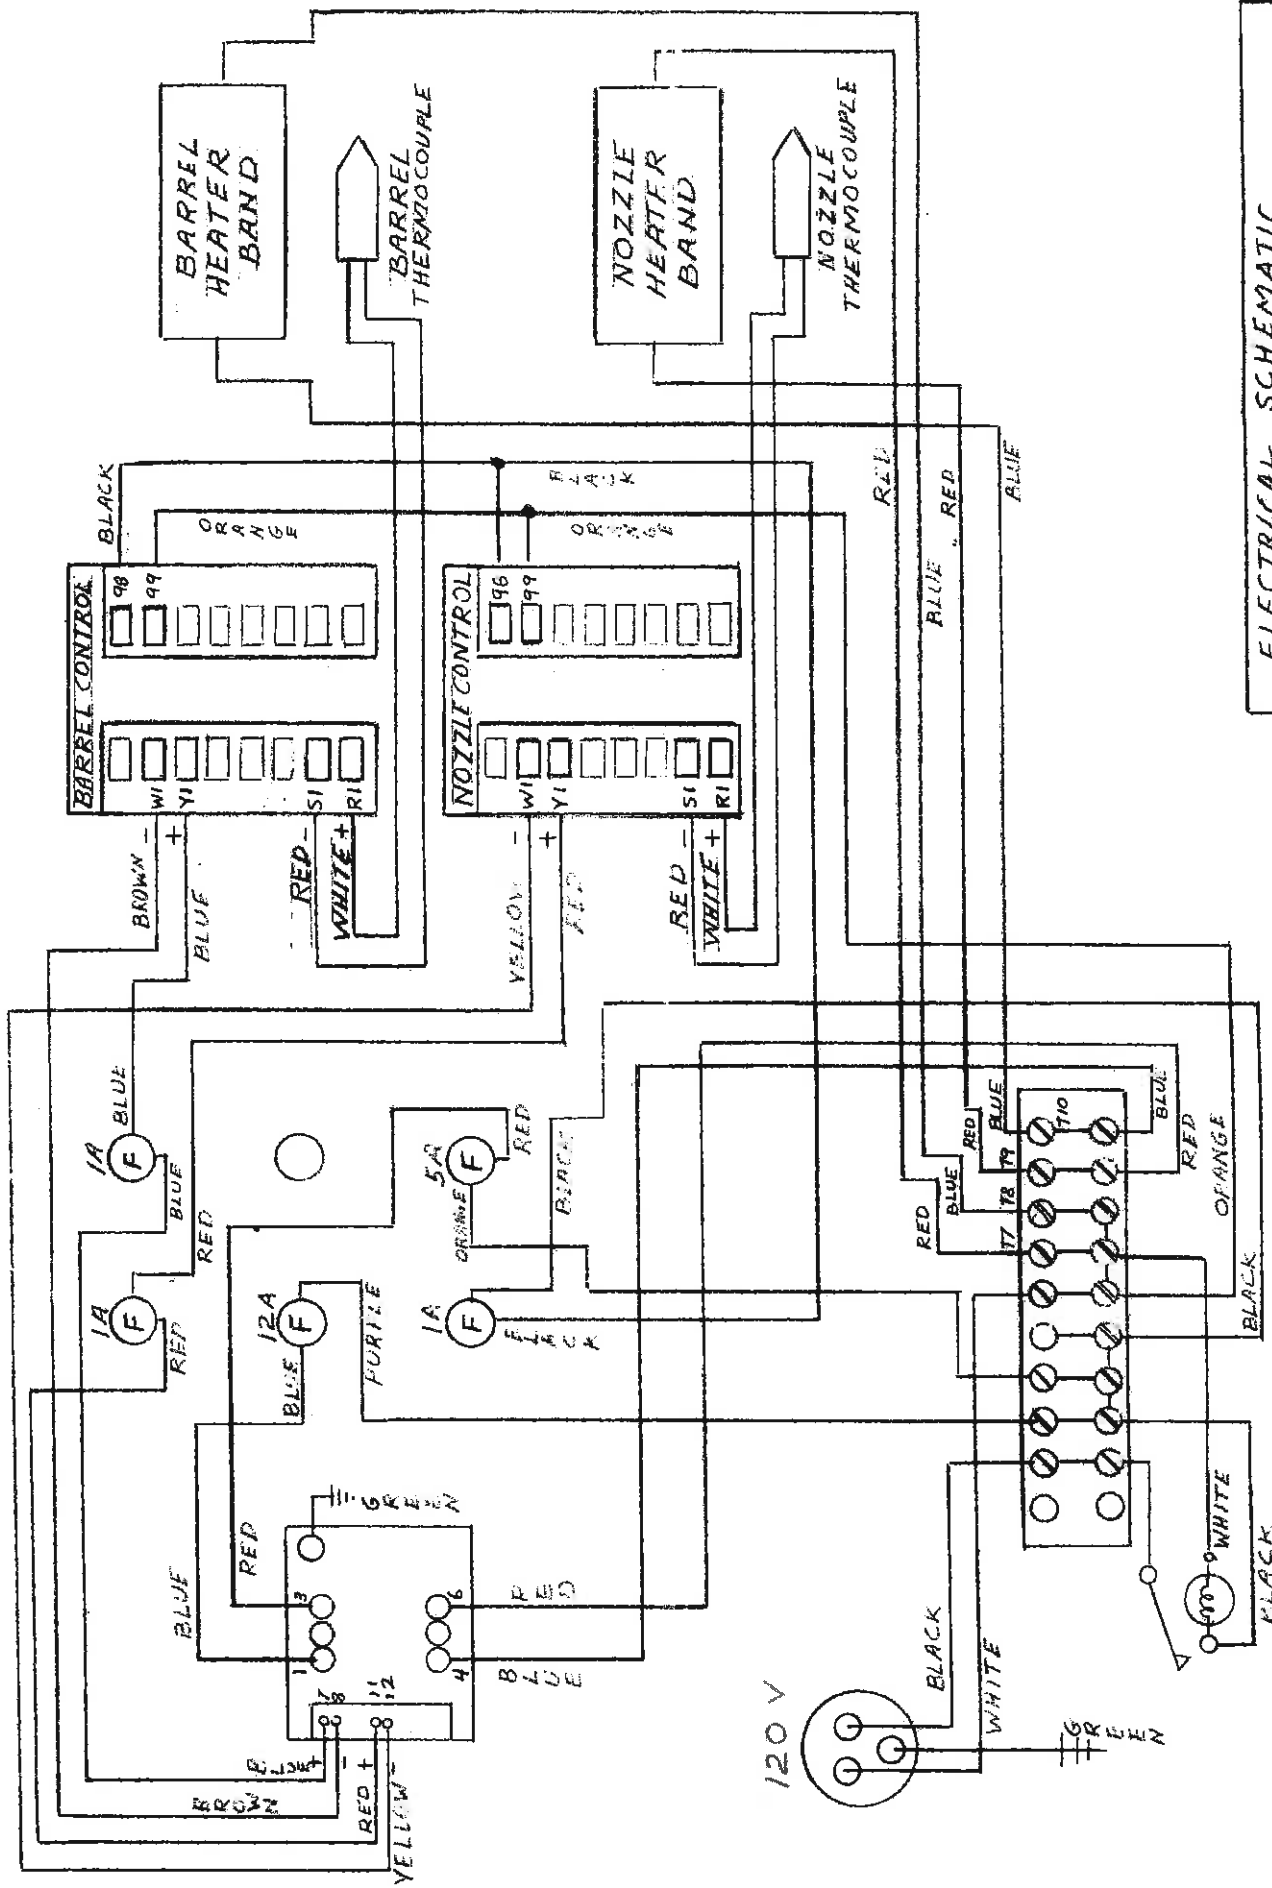 BARREL
HEATER
BAND
BARREL
THERMOCOUPLE
NOZZLE
HEATER
BAND
NOZZLE
THERMOCOUPLE
BLACK
ORANGE
BLACK
ORANGE
RED
BLUE
RED
BLUE
BARREL CONTROL
98
99
W1
Y1
S1
R1
NOZZLE CONTROL
96
99
W1
Y1
S1
R1
BROWN -
BLUE +
RED -
WHITE +
YELLOW -
RED +
RED -
WHITE +
BLUE
1A
F
BLUE
RED
1A
F
RED
5A
F
RED
ORANGE
BLACK
12A
F
BLUE
PURPLE
1A
F
BLACK
BLUE
RED
GREEN
1
3
4
6
7
8
11
12
BLUE +
BROWN -
RED +
YELLOW -
RED
BLUE
RED
BLUE
RED
BLUE
T7
T8
T9
T10
BLUE
RED
ORANGE
BLACK
WHITE
BLACK
120 V
BLACK
WHITE
GREEN
ELECTRICAL SCHEMATIC